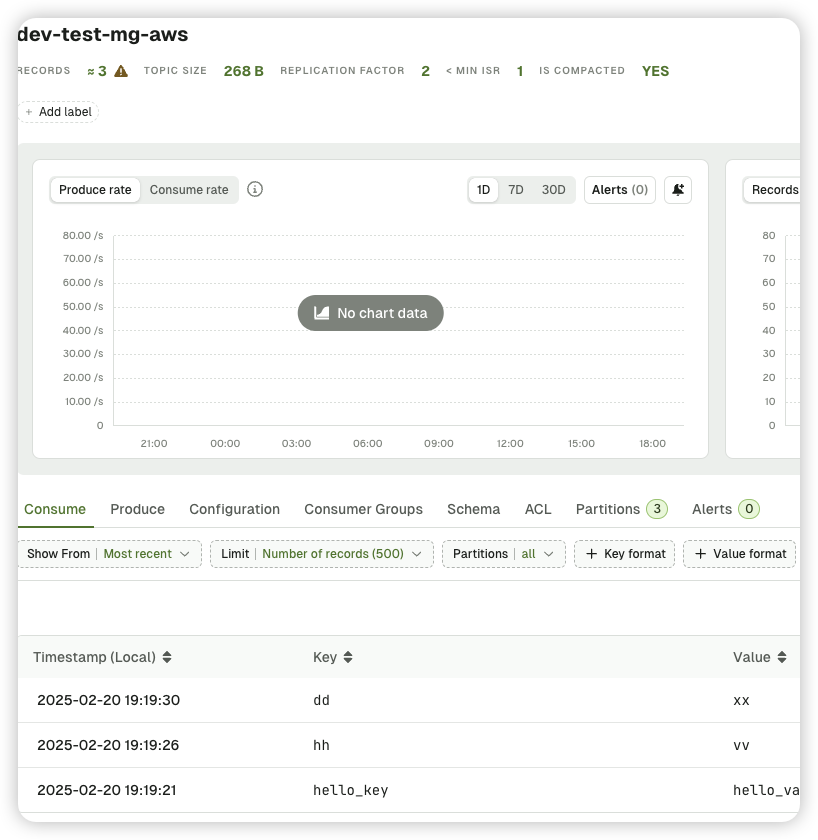 dev-test-mg-aws
RECORDS ≈ 3 TOPIC SIZE 268 B REPLICATION FACTOR 2 < MIN ISR 1 IS COMPACTED YES
+ Add label
Produce rate Consume rate 1D 7D 30D Alerts (0) Records
80.00 /s
70.00 /s
60.00 /s
50.00 /s
40.00 /s
30.00 /s
20.00 /s
10.00 /s
0
No chart data
21:00 00:00 03:00 06:00 09:00 12:00 15:00 18:00
80
70
60
50
40
30
20
10
0
Consume Produce Configuration Consumer Groups Schema ACL Partitions 3 Alerts 0
Show From Most recent Limit Number of records (500) Partitions all + Key format + Value format
Timestamp (Local) Key Value
2025-02-20 19:19:30 dd xx
2025-02-20 19:19:26 hh vv
2025-02-20 19:19:21 hello_key hello_va